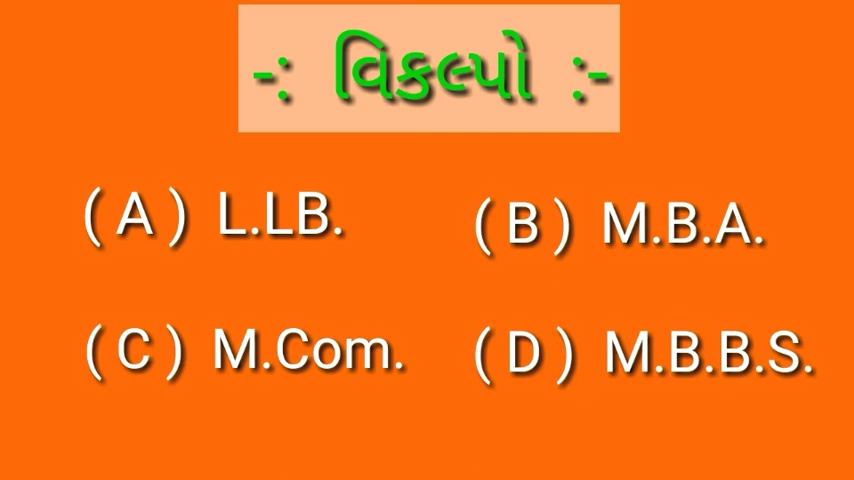 -: વિકલ્પો :-
( A ) L.LB. ( B ) M.B.A.
( C ) M.Com. ( D ) M.B.B.S.